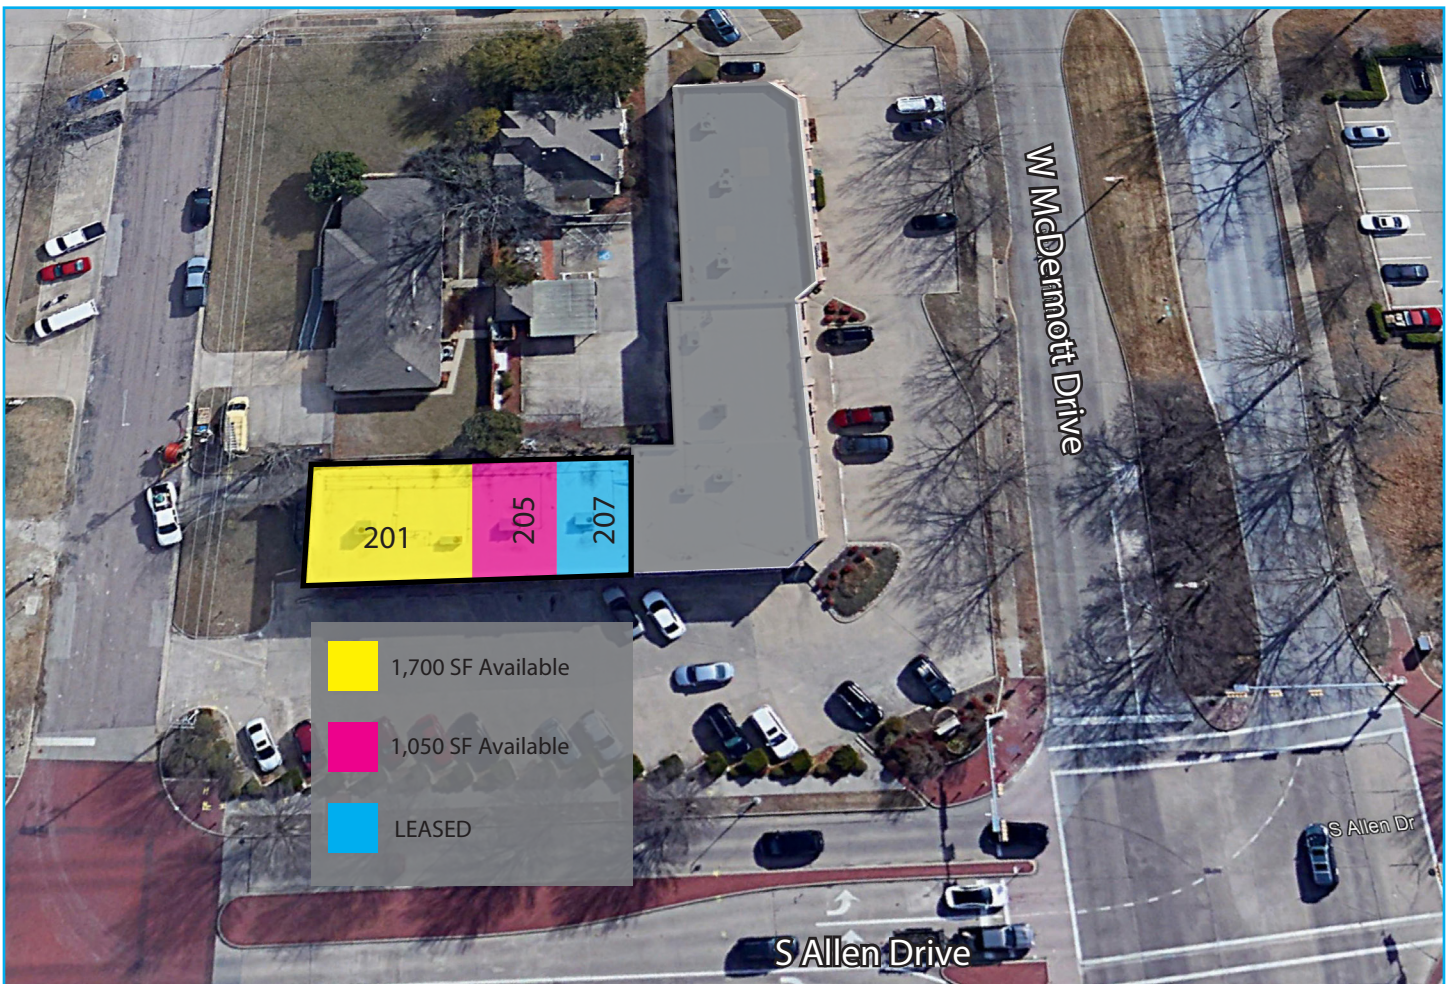 W McDermott Drive
201
205
207
1,700 SF Available
1,050 SF Available
LEASED
S Allen Dr
S Allen Drive